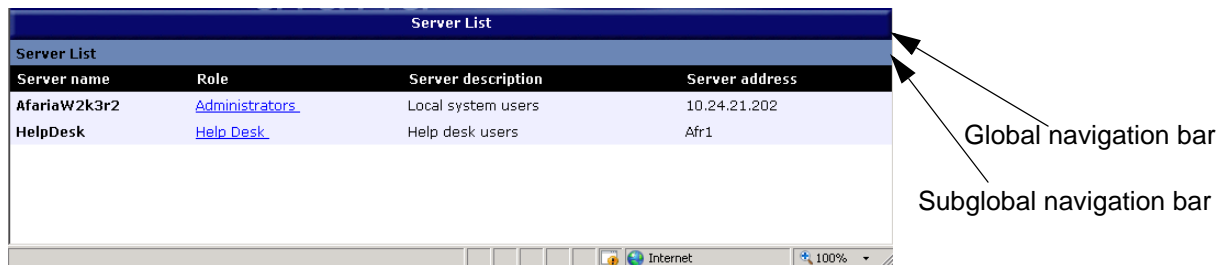 Server List
Server List
Server name Role Server description Server address
AfariaW2k3r2 Administrators Local system users 10.24.21.202
HelpDesk Help Desk Help desk users Afr1
Global navigation bar
Subglobal navigation bar
Internet 100%